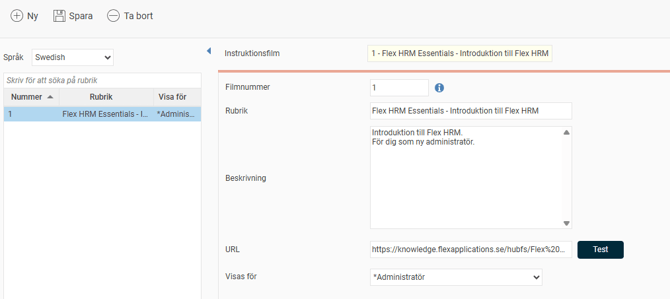 Ny Spara Ta bort
Språk Swedish
Skriv för att söka på rubrik
Nummer Rubrik Visa för
1 Flex HRM Essentials - I... *Adminis...
Instruktionsfilm 1 - Flex HRM Essentials - Introduktion till Flex HRM
Filmnummer 1
Rubrik Flex HRM Essentials - Introduktion till Flex HRM
Beskrivning
Introduktion till Flex HRM.
För dig som ny administratör.
URL https://knowledge.flexapplications.se/hubfs/Flex%20... Test
Visas för *Administratör